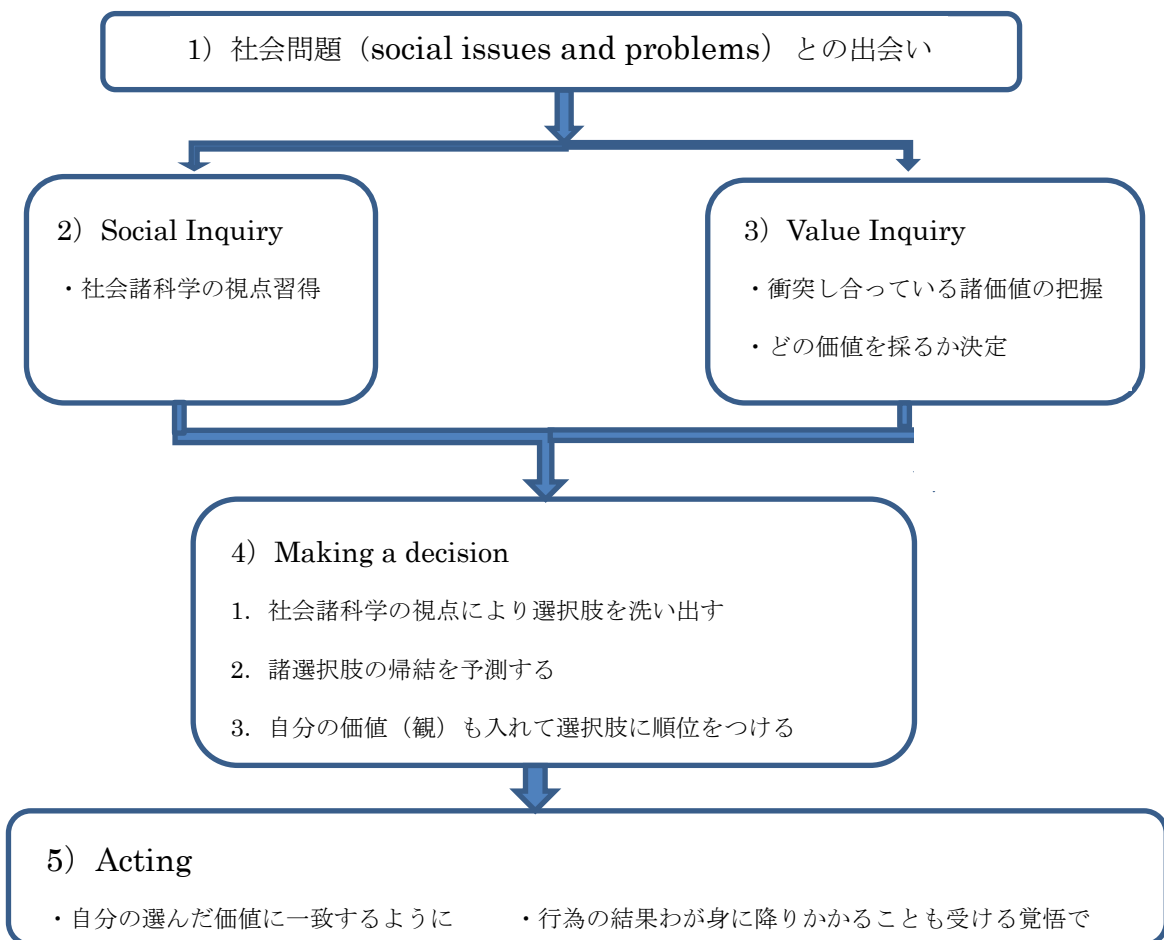 1）社会問題（social issues and problems）との出会い
2）Social Inquiry
・社会諸科学の視点習得
3）Value Inquiry
・衝突し合っている諸価値の把握
・どの価値を採るか決定
4）Making a decision
1. 社会諸科学の視点により選択肢を洗い出す
2. 諸選択肢の帰結を予測する
3. 自分の価値（観）も入れて選択肢に順位をつける
5）Acting
・自分の選んだ価値に一致するように　・行為の結果わが身に降りかかることも受ける覚悟で